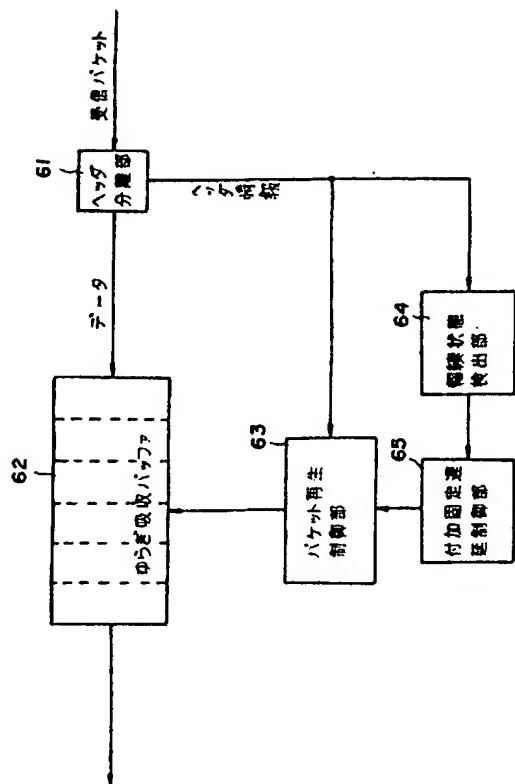 受信パケット
61
ヘッダ
分離部
ヘッダ情報
データ
62
ゆらぎ吸収バッファ
63
パケット再生
制御部
64
輻輳状態
検出部
65
付加固定遅
延制御部